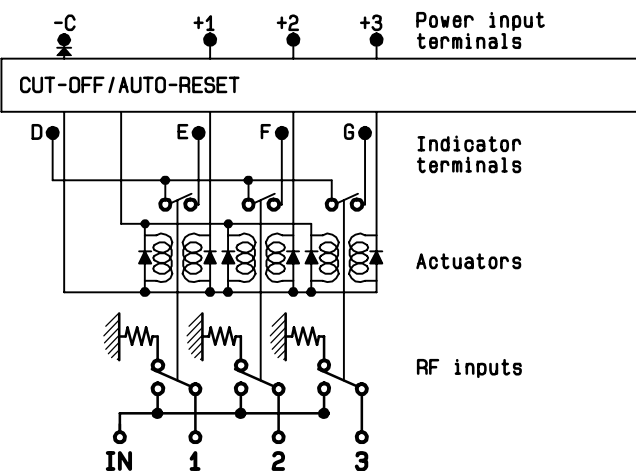 -C +1 +2 +3 Power input
terminals
CUT-OFF/AUTO-RESET
D E F G Indicator
terminals
Actuators
RF inputs
IN 1 2 3